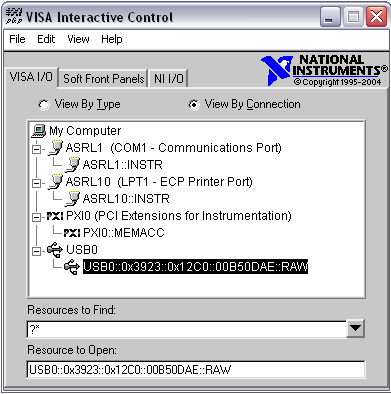 VISA Interactive Control
File Edit View Help
NATIONAL
INSTRUMENTS®
© Copyright 1995-2004
VISA I/O Soft Front Panels NI I/O
View By Type View By Connection
My Computer
ASRL1 (COM1 - Communications Port)
ASRL1::INSTR
ASRL10 (LPT1 - ECP Printer Port)
ASRL10::INSTR
PXI PXI0 (PCI Extensions for Instrumentation)
PXI PXI0::MEMACC
USB0
USB0::0x3923::0x12C0::00B50DAE::RAW
Resources to Find:
?*
Resource to Open:
USB0::0x3923::0x12C0::00B50DAE::RAW